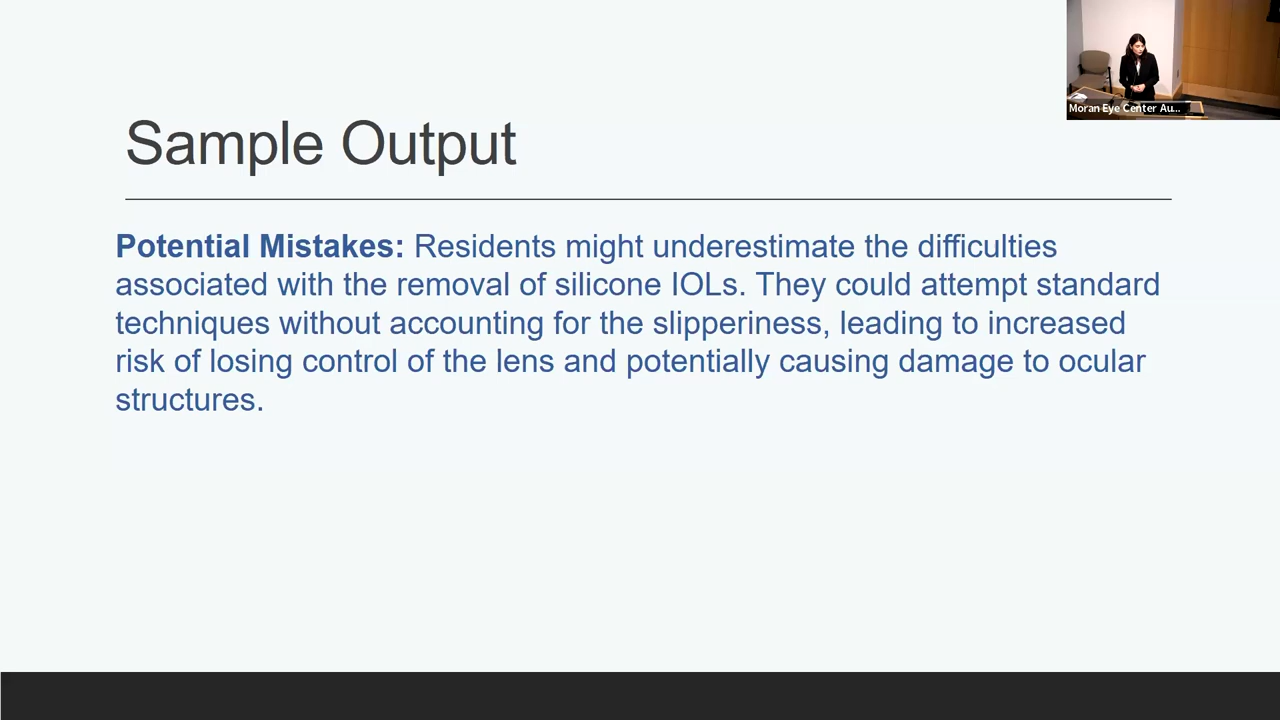 Moran Eye Center Au...
Sample Output
Potential Mistakes: Residents might underestimate the difficulties
associated with the removal of silicone IOLs. They could attempt standard
techniques without accounting for the slipperiness, leading to increased
risk of losing control of the lens and potentially causing damage to ocular
structures.